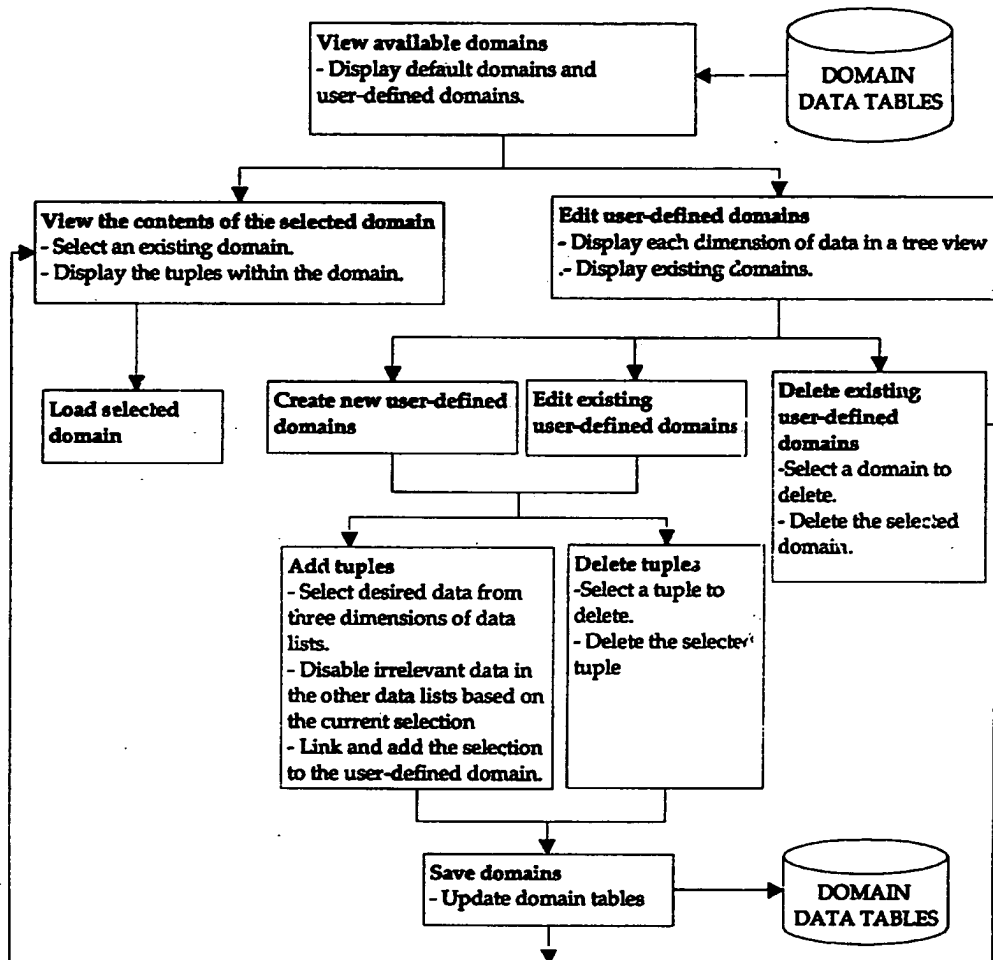 View available domains
- Display default domains and
user-defined domains.
DOMAIN
DATA TABLES
View the contents of the selected domain
- Select an existing domain.
- Display the tuples within the domain.
Edit user-defined domains
- Display each dimension of data in a tree view
.- Display existing domains.
Load selected
domain
Create new user-defined
domains
Edit existing
user-defined domains
Delete existing
user-defined
domains
-Select a domain to
delete.
- Delete the selected
domain.
Add tuples
- Select desired data from
three dimensions of data
lists.
- Disable irrelevant data in
the other data lists based on
the current selection
- Link and add the selection
to the user-defined domain.
Delete tuples
-Select a tuple to
delete.
- Delete the selected
tuple
Save domains
- Update domain tables
DOMAIN
DATA TABLES